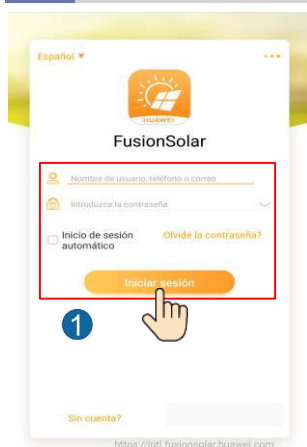 Español ▼
HUAWEI
FusionSolar
Nombre de usuario, teléfono o correo
Introduzca la contraseña
Inicio de sesión
automático
Olvidé la contraseña?
Iniciar sesión
1
Sin cuenta?
https://intl.fusionsolar.huawei.com